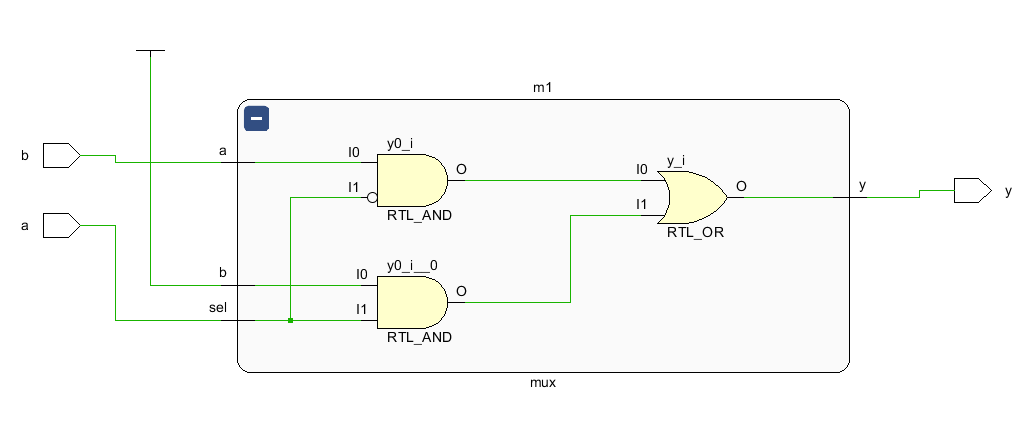 m1
y0_i
a
I0
O
b
I1
RTL_AND
y_i
I0
O
I1
RTL_OR
y
y
a
y0_i__0
b
I0
O
sel
I1
RTL_AND
mux